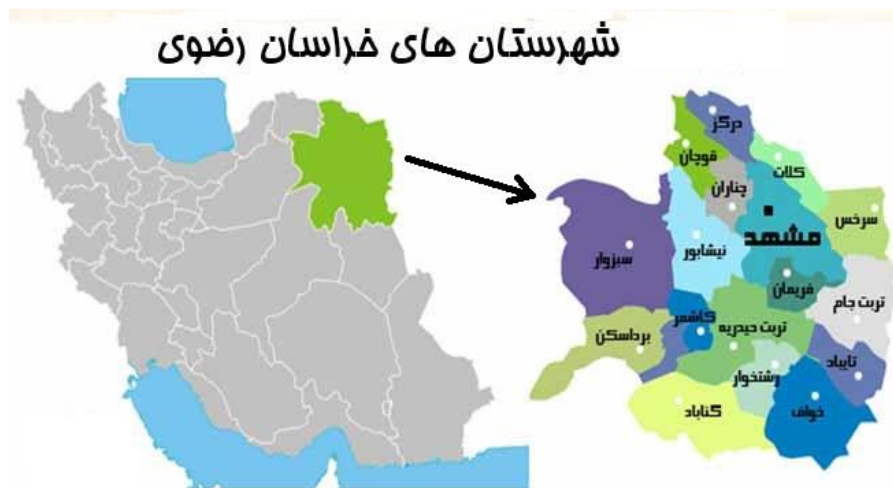 شهرستان های خراسان رضوی
درگز
قوچان
کلات
چناران
سرخس
مشهد
نیشابور
سبزوار
فریمان
تربت جام
کاشمر
تربت حیدریه
برداسکن
تایباد
رشتخوار
گناباد
خواف